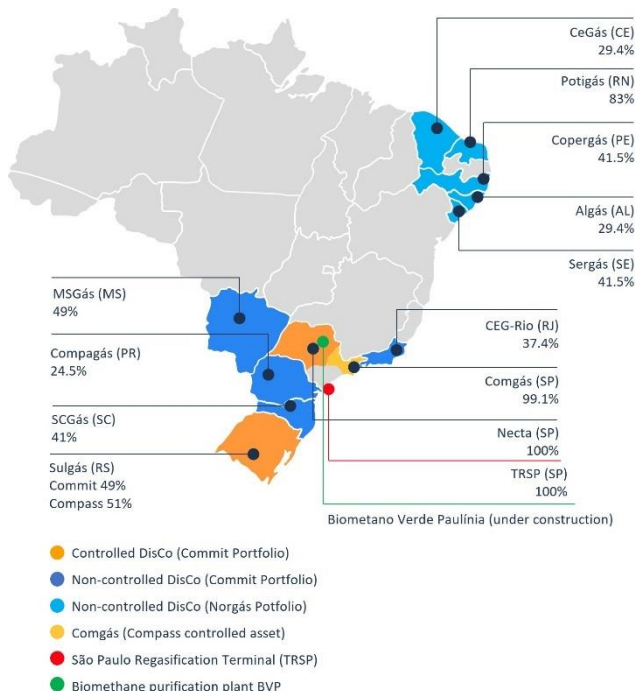 CeGás (CE)
29.4%
Potigás (RN)
83%
Copergás (PE)
41.5%
Algás (AL)
29.4%
Sergás (SE)
41.5%
MSGás (MS)
49%
CEG-Rio (RJ)
37.4%
Compagás (PR)
24.5%
Comgás (SP)
99.1%
SCGás (SC)
41%
Necta (SP)
100%
Sulgás (RS)
Commit 49%
Compass 51%
TRSP (SP)
100%
Biometano Verde Paulínia (under construction)
Controlled DisCo (Commit Portfolio)
Non-controlled DisCo (Commit Portfolio)
Non-controlled DisCo (Norgás Potfolio)
Comgás (Compass controlled asset)
São Paulo Regasification Terminal (TRSP)
Biomethane purification plant BVP